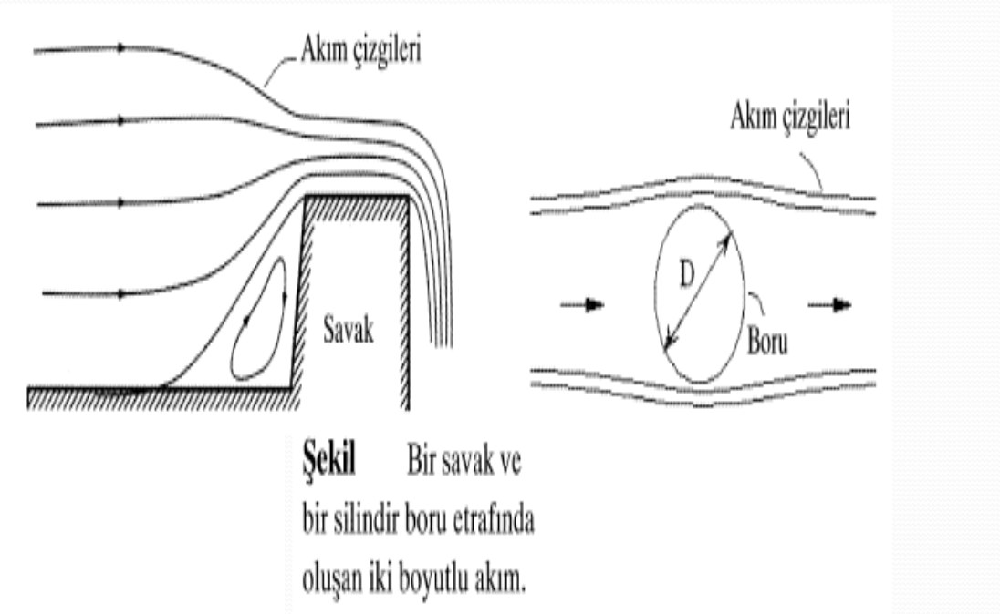 Akım çizgileri
Savak
Akım çizgileri
D
Boru
Şekil Bir savak ve
bir silindir boru etrafında
oluşan iki boyutlu akım.